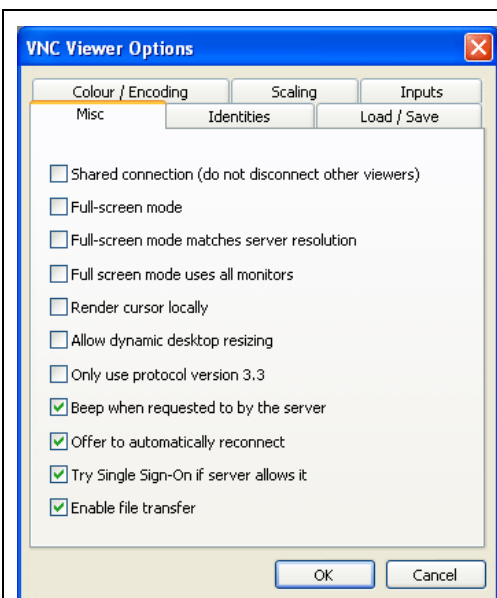 VNC Viewer Options
Colour / Encoding
Scaling
Inputs
Misc
Identities
Load / Save
Shared connection (do not disconnect other viewers)
Full-screen mode
Full-screen mode matches server resolution
Full screen mode uses all monitors
Render cursor locally
Allow dynamic desktop resizing
Only use protocol version 3.3
Beep when requested to by the server
Offer to automatically reconnect
Try Single Sign-On if server allows it
Enable file transfer
OK
Cancel